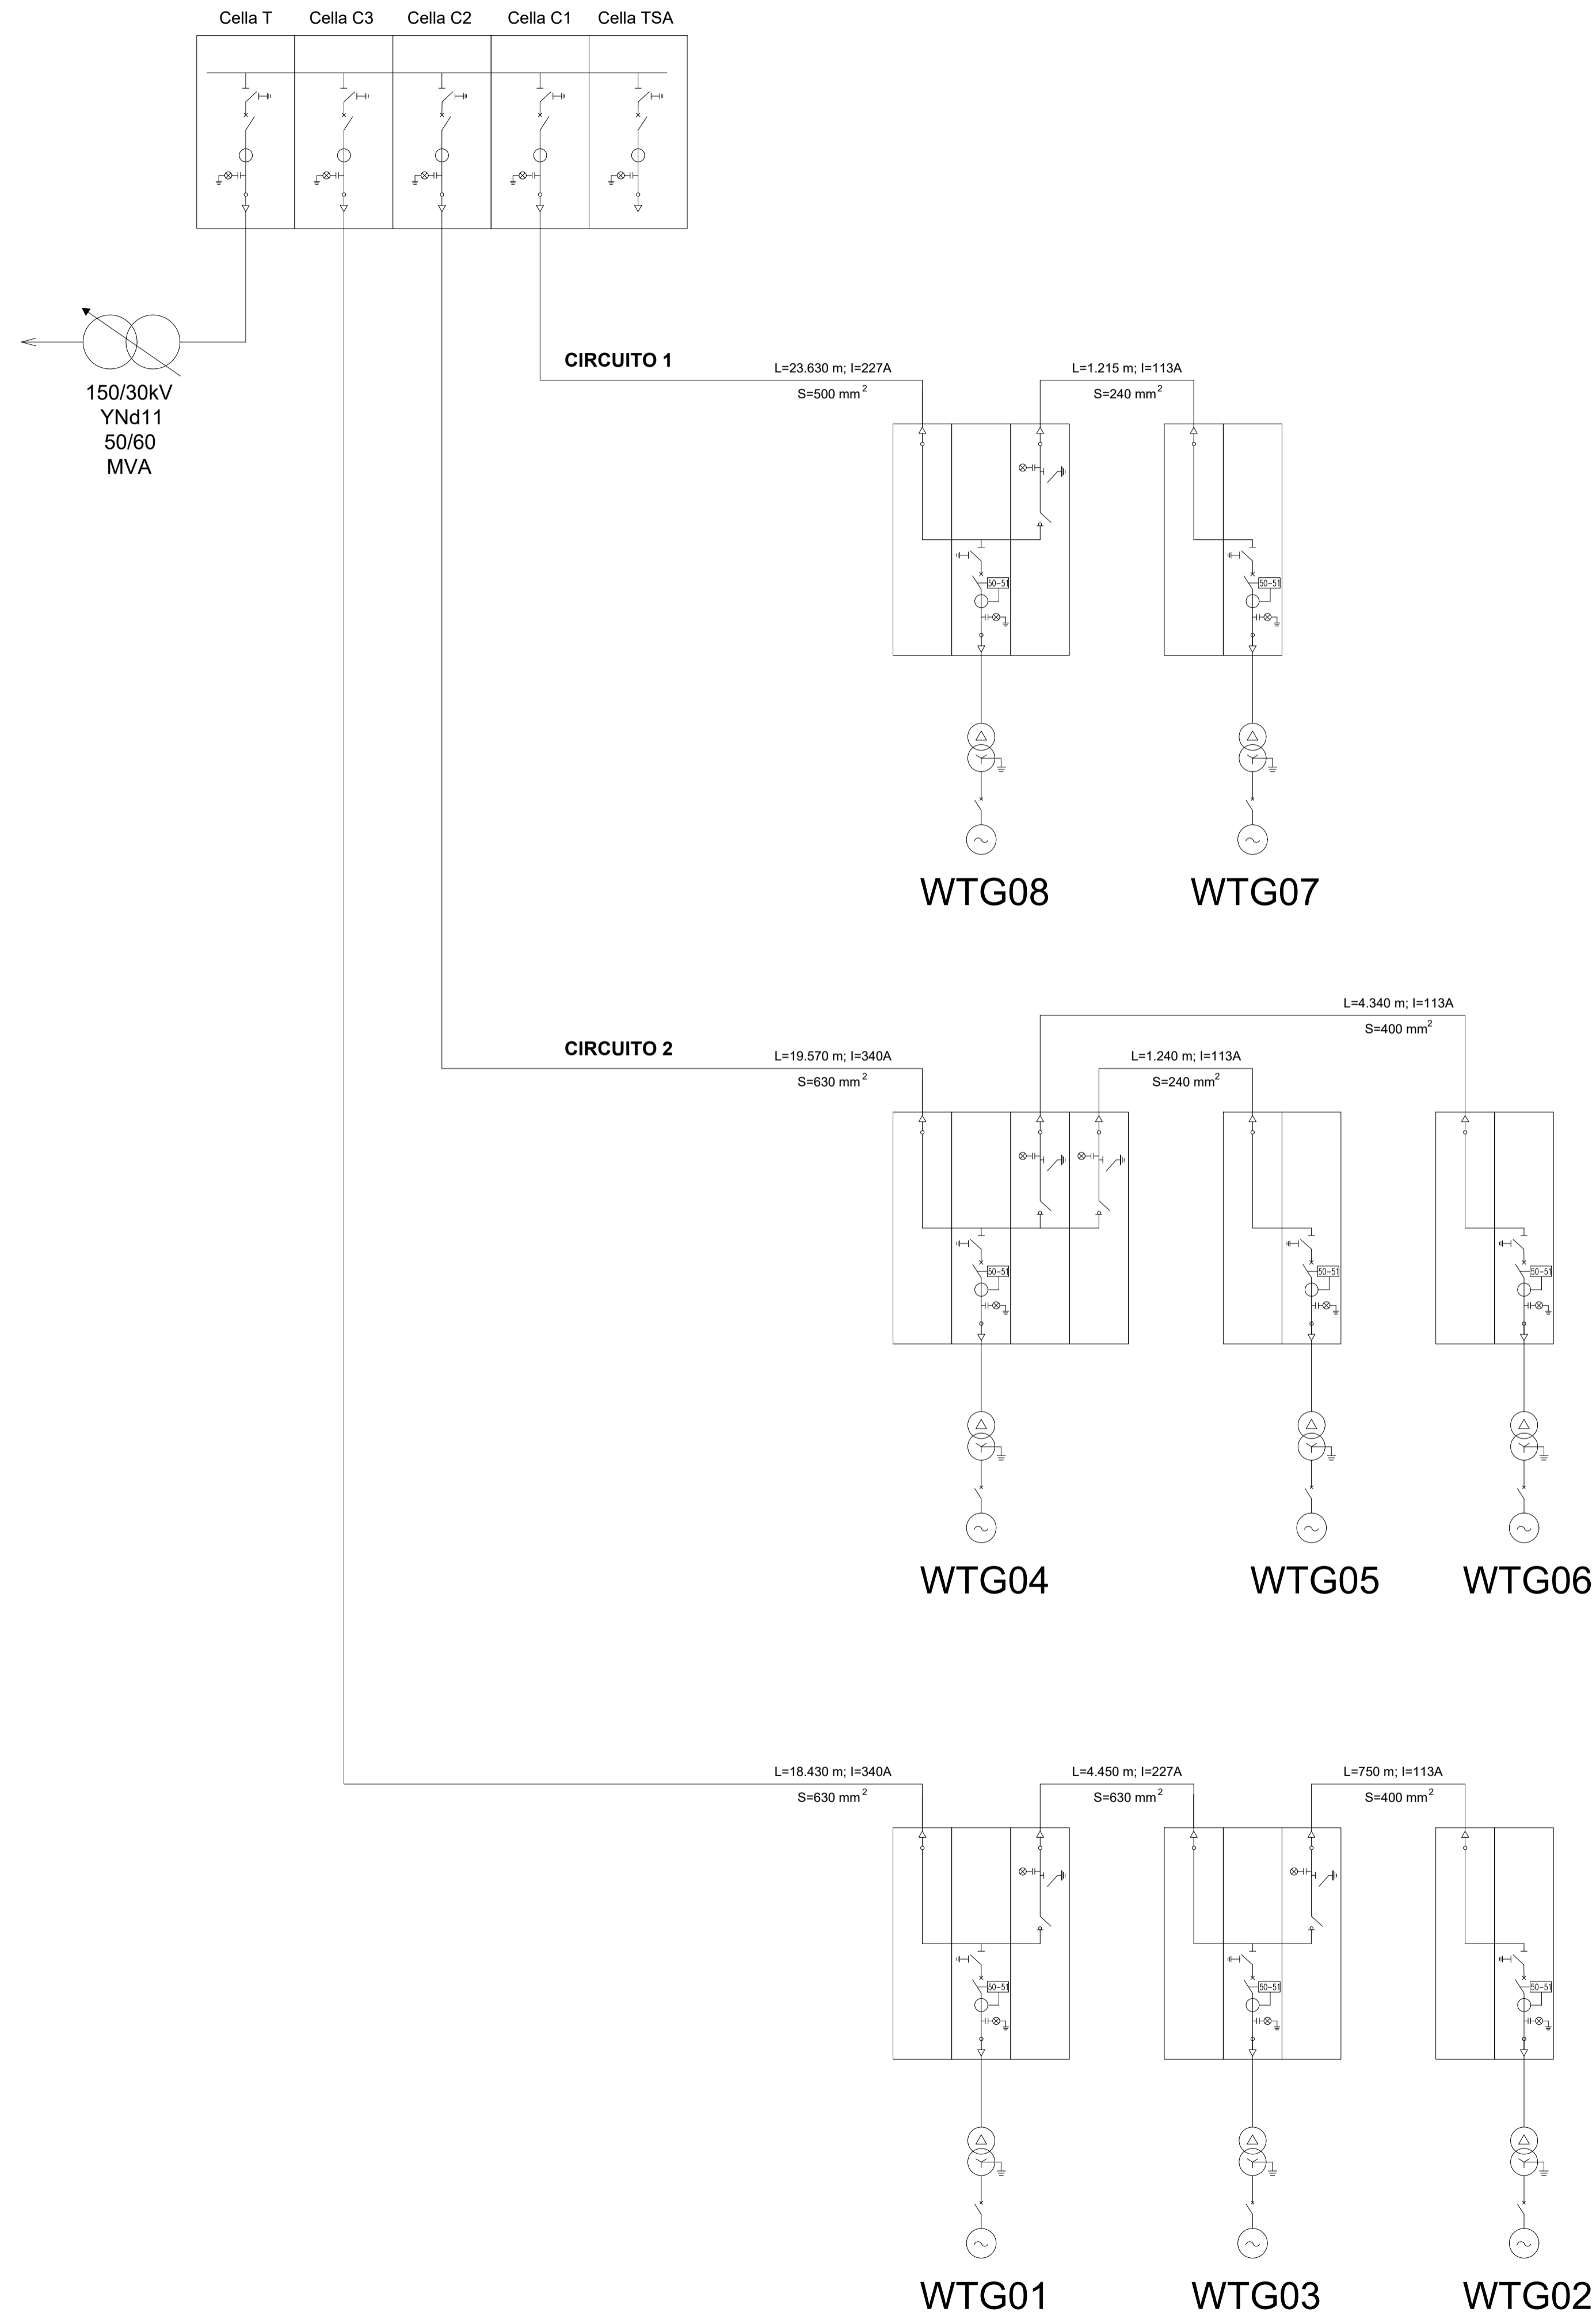 Cella T
Cella C3
Cella C2
Cella C1
Cella TSA
150/30kV
YNd11
50/60
MVA
CIRCUITO 1
L=23.630 m; I=227A
S=500 mm²
L=1.215 m; I=113A
S=240 mm²
50-51
50-51
WTG08
WTG07
L=4.340 m; I=113A
S=400 mm²
CIRCUITO 2
L=19.570 m; I=340A
S=630 mm²
L=1.240 m; I=113A
S=240 mm²
50-51
50-51
50-51
WTG04
WTG05
WTG06
L=18.430 m; I=340A
S=630 mm²
L=4.450 m; I=227A
S=630 mm²
L=750 m; I=113A
S=400 mm²
50-51
50-51
50-51
WTG01
WTG03
WTG02